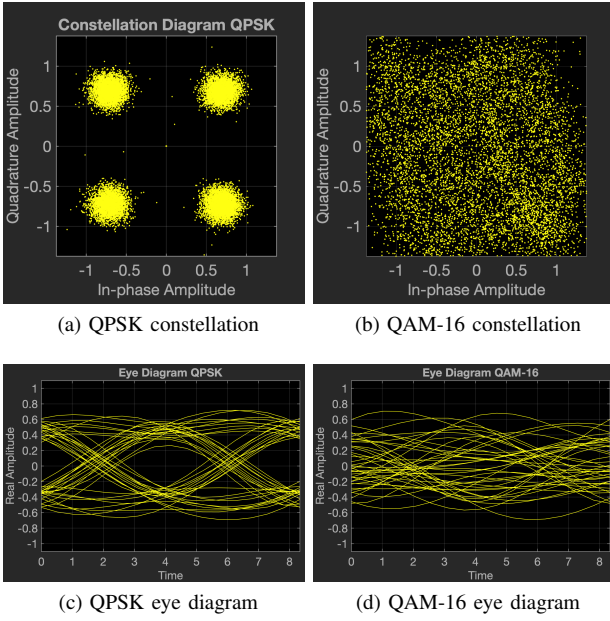 Constellation Diagram QPSK
Quadrature Amplitude
1
0.5
0
-0.5
-1
-1 -0.5 0 0.5 1
In-phase Amplitude
(a) QPSK constellation
Quadrature Amplitude
1
0.5
0
-0.5
-1
-1 -0.5 0 0.5 1
In-phase Amplitude
(b) QAM-16 constellation
Eye Diagram QPSK
Real Amplitude
1
0.8
0.6
0.4
0.2
0
-0.2
-0.4
-0.6
-0.8
-1
0 1 2 3 4 5 6 7 8
Time
(c) QPSK eye diagram
Eye Diagram QAM-16
Real Amplitude
1
0.8
0.6
0.4
0.2
0
-0.2
-0.4
-0.6
-0.8
-1
0 1 2 3 4 5 6 7 8
Time
(d) QAM-16 eye diagram